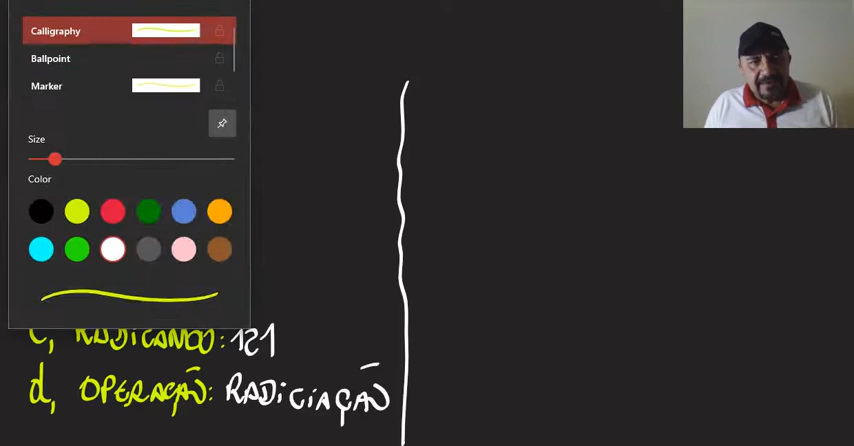 Calligraphy
Ballpoint
Marker
Size
Color
C, RADICANDO: 121
d, OPERAÇÃO: RADICIAÇÃO